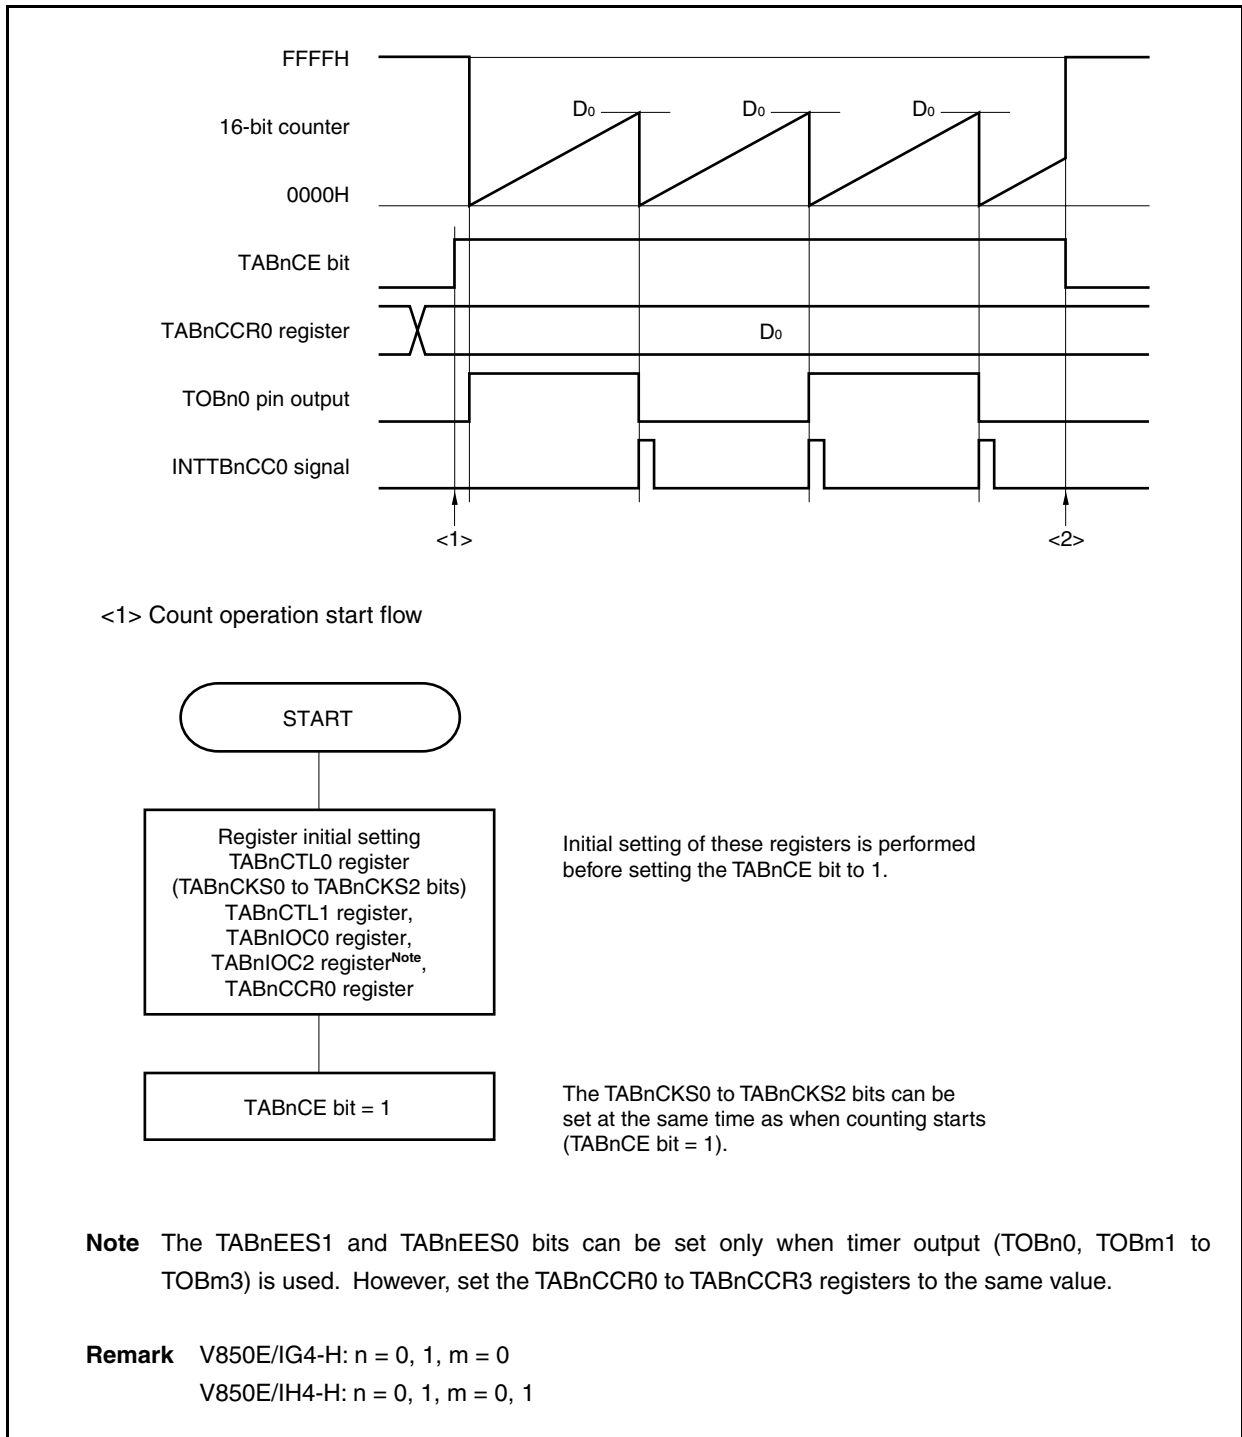 FFFFH
D0
D0
D0
16-bit counter
0000H
TABnCE bit
TABnCCR0 register
D0
TOBn0 pin output
INTTBnCC0 signal
<1>
<2>
<1> Count operation start flow
START
Register initial setting
TABnCTL0 register
(TABnCKS0 to TABnCKS2 bits)
TABnCTL1 register,
TABnIOC0 register,
TABnIOC2 registerNote,
TABnCCR0 register
Initial setting of these registers is performed
before setting the TABnCE bit to 1.
TABnCE bit = 1
The TABnCKS0 to TABnCKS2 bits can be
set at the same time as when counting starts
(TABnCE bit = 1).
Note The TABnEES1 and TABnEES0 bits can be set only when timer output (TOBn0, TOBm1 to
TOBm3) is used. However, set the TABnCCR0 to TABnCCR3 registers to the same value.
Remark V850E/IG4-H: n = 0, 1, m = 0
V850E/IH4-H: n = 0, 1, m = 0, 1